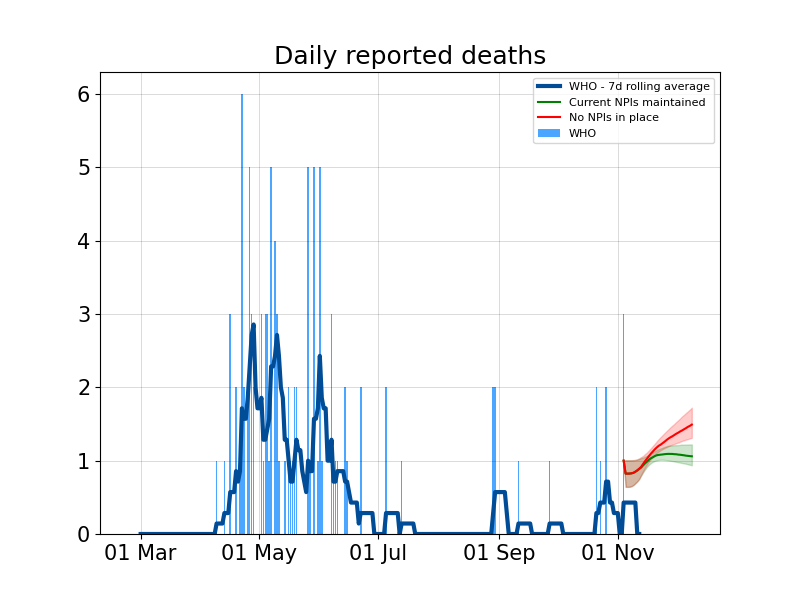 Daily reported deaths
WHO - 7d rolling average
Current NPIs maintained
No NPIs in place
WHO
6
5
4
3
2
1
0
01 Mar
01 May
01 Jul
01 Sep
01 Nov